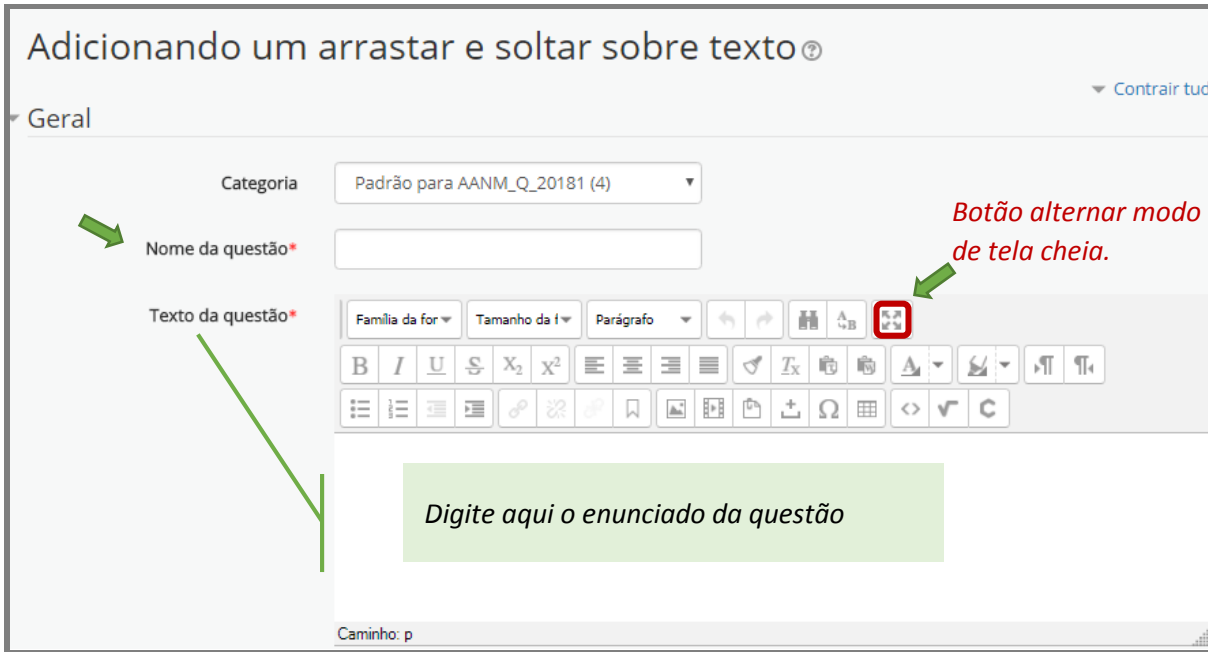 Adicionando um arrastar e soltar sobre texto
Contrair tud
Geral
Categoria
Padrão para AANM_Q_20181 (4)
Botão alternar modo
de tela cheia.
Nome da questão*
Texto da questão*
Família da for
Tamanho da f
Parágrafo
Digite aqui o enunciado da questão
Caminho: p